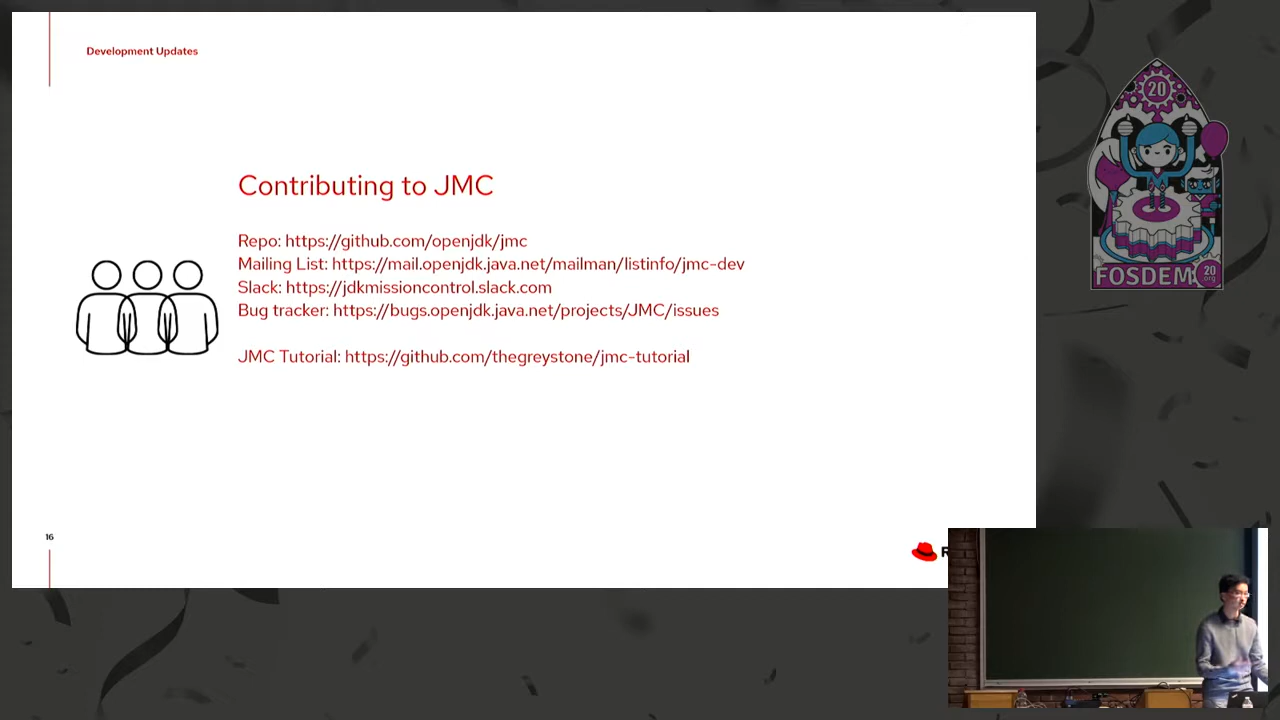 Development Updates
Contributing to JMC
Repo: https://github.com/openjdk/jmc
Mailing List: https://mail.openjdk.java.net/mailman/listinfo/jmc-dev
Slack: https://jdkmissioncontrol.slack.com
Bug tracker: https://bugs.openjdk.java.net/projects/JMC/issues
JMC Tutorial: https://github.com/thegreystone/jmc-tutorial
16
20
FOSDEM
20
.org